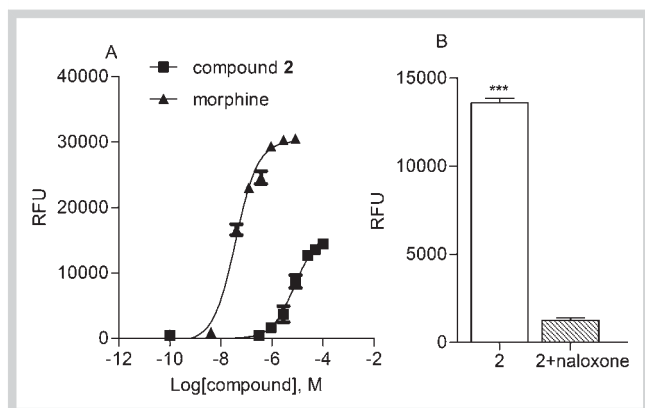 A
compound 2
morphine
40000
30000
20000
10000
0
RFU
-12 -10 -8 -6 -4 -2
Log[compound], M
B
***
15000
10000
5000
0
RFU
2 2+naloxone